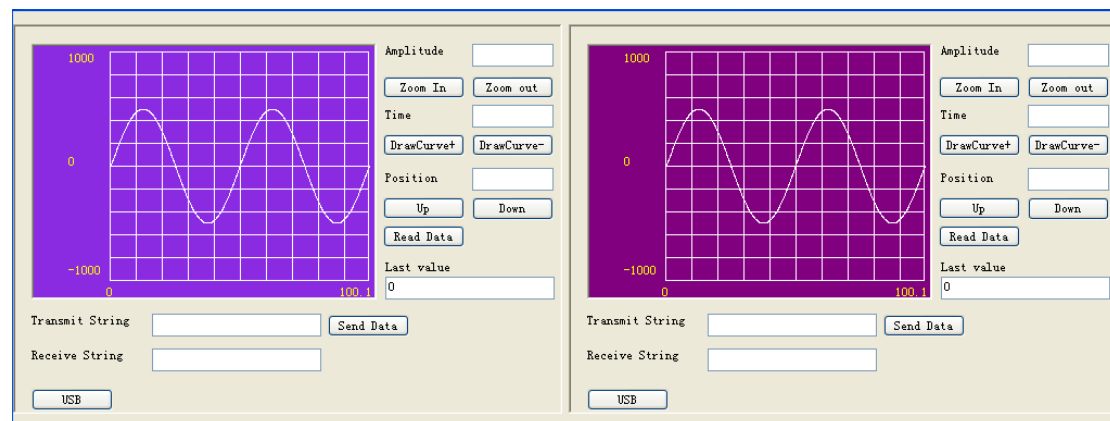 1000
0
-1000
0 100.1
Amplitude
Zoom In Zoom out
Time
DrawCurve+ DrawCurve-
Position
Up Down
Read Data
Last value
0
Transmit String Send Data
Receive String
USB
1000
0
-1000
0 100.1
Amplitude
Zoom In Zoom out
Time
DrawCurve+ DrawCurve-
Position
Up Down
Read Data
Last value
0
Transmit String Send Data
Receive String
USB